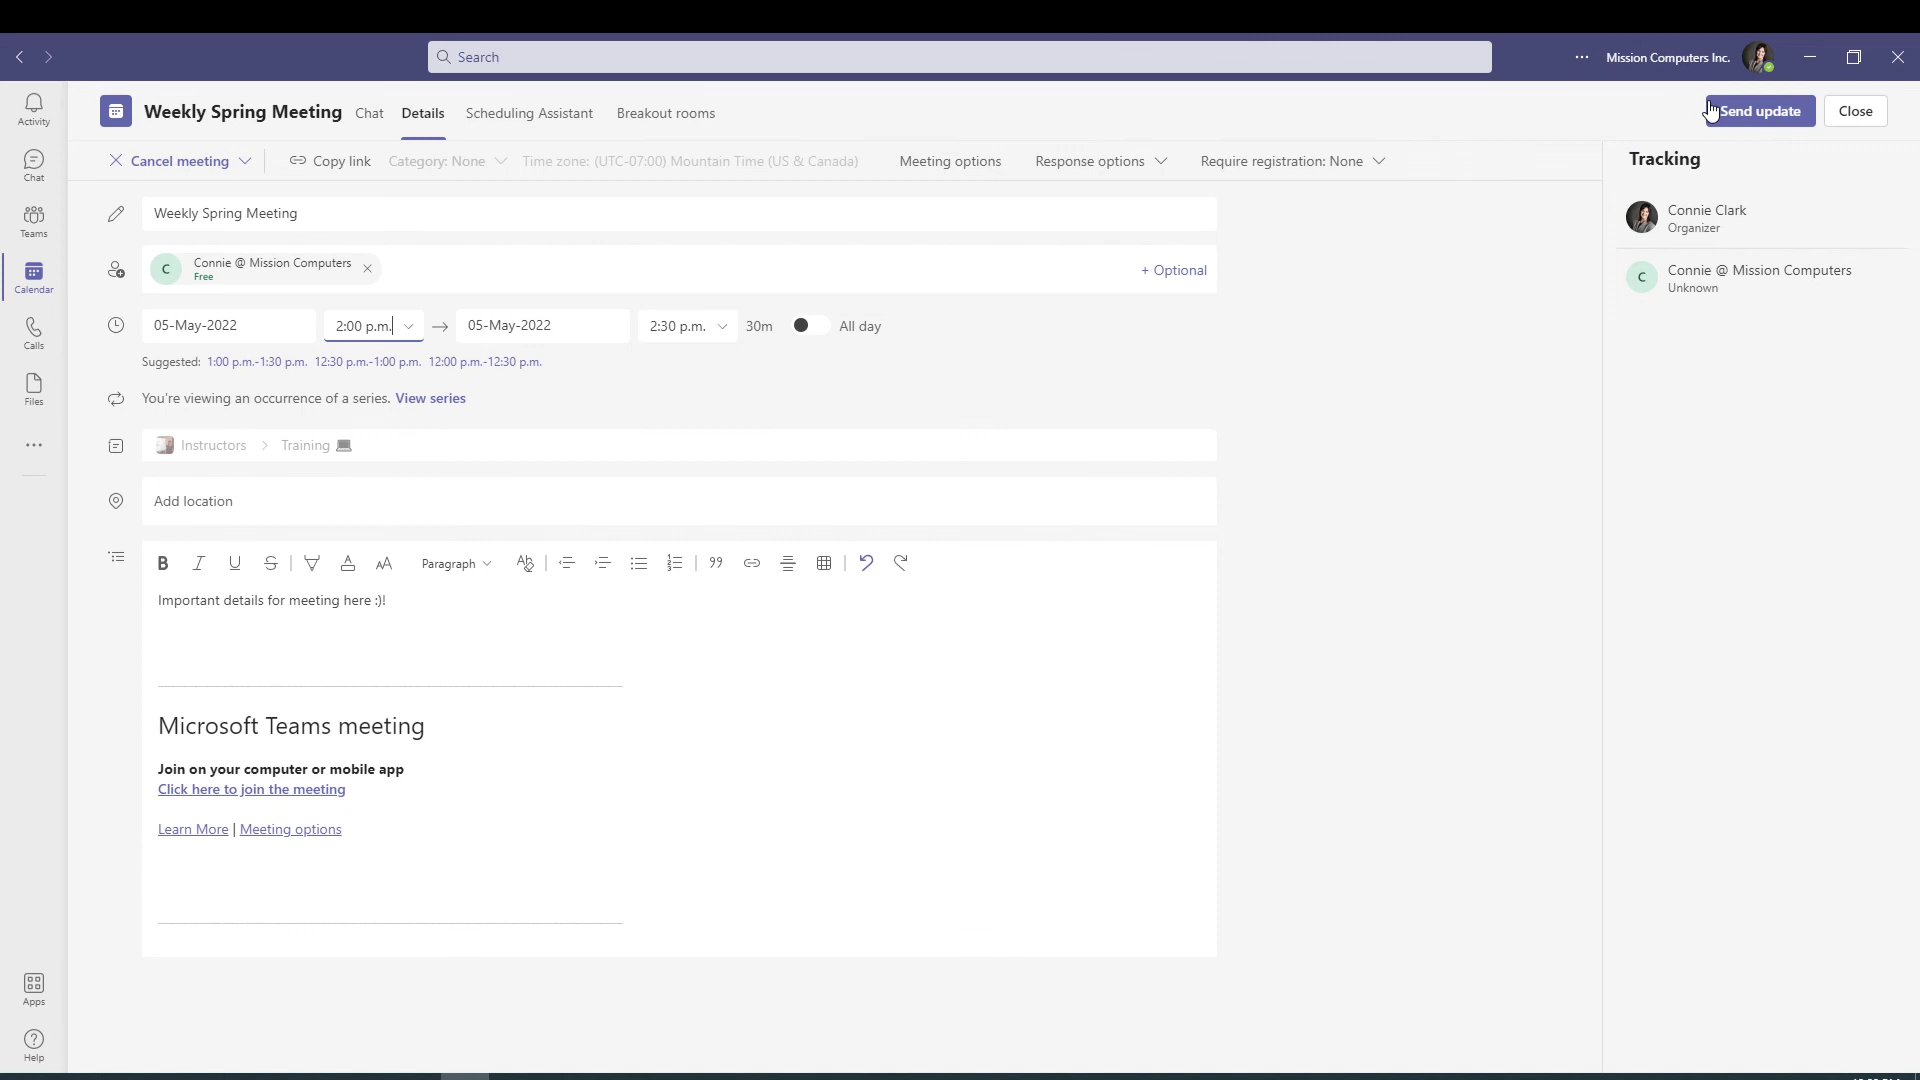 Search
Mission Computers Inc.
Activity
Chat
Teams
Calendar
Calls
Files
Apps
Help
Weekly Spring Meeting Chat Details Scheduling Assistant Breakout rooms
Send update Close
Cancel meeting Copy link Category: None Time zone: (UTC-07:00) Mountain Time (US & Canada) Meeting options Response options Require registration: None
Weekly Spring Meeting
C Connie @ Mission Computers
Free
+ Optional
05-May-2022 2:00 p.m. → 05-May-2022 2:30 p.m. 30m All day
Suggested: 1:00 p.m.-1:30 p.m. 12:30 p.m.-1:00 p.m. 12:00 p.m.-12:30 p.m.
You're viewing an occurrence of a series. View series
Instructors > Training
Add location
B I U S A AA Paragraph Ab
Important details for meeting here :)!
Microsoft Teams meeting
Join on your computer or mobile app
Click here to join the meeting
Learn More | Meeting options
Tracking
Connie Clark
Organizer
C Connie @ Mission Computers
Unknown